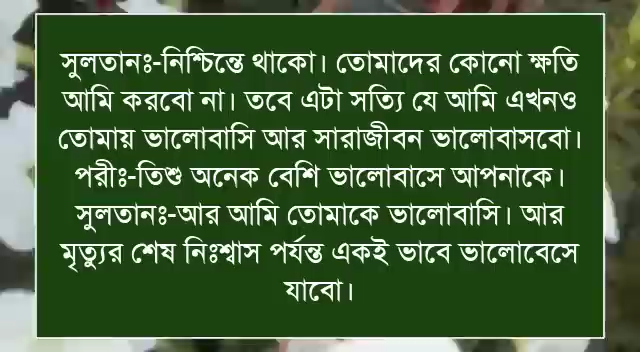 সুলতানঃ-নিশ্চিন্তে থাকো। তোমাদের কোনো ক্ষতি
আমি করবো না। তবে এটা সত্যি যে আমি এখনও
তোমায় ভালোবাসি আর সারাজীবন ভালোবাসবো।
পরীঃ-তিশু অনেক বেশি ভালোবাসে আপনাকে।
সুলতানঃ-আর আমি তোমাকে ভালোবাসি। আর
মৃত্যুর শেষ নিঃশ্বাস পর্যন্ত একই ভাবে ভালোবেসে
যাবো।